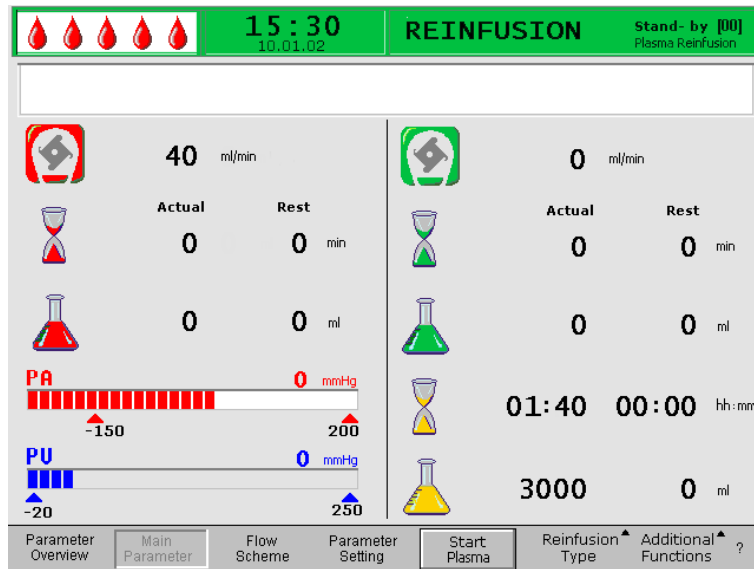 15:30
10.01.02
REINFUSION
Stand- by [00]
Plasma Reinfusion
40 ml/min
Actual Rest
0 0 min
0 0 ml
PA 0 mmHg
-150 200
PV 0 mmHg
-20 250
0 ml/min
Actual Rest
0 0 min
0 0 ml
01:40 00:00 hh:mm
3000 0 ml
Parameter Overview
Main Parameter
Flow Scheme
Parameter Setting
Start Plasma
Reinfusion Type
Additional Functions
?